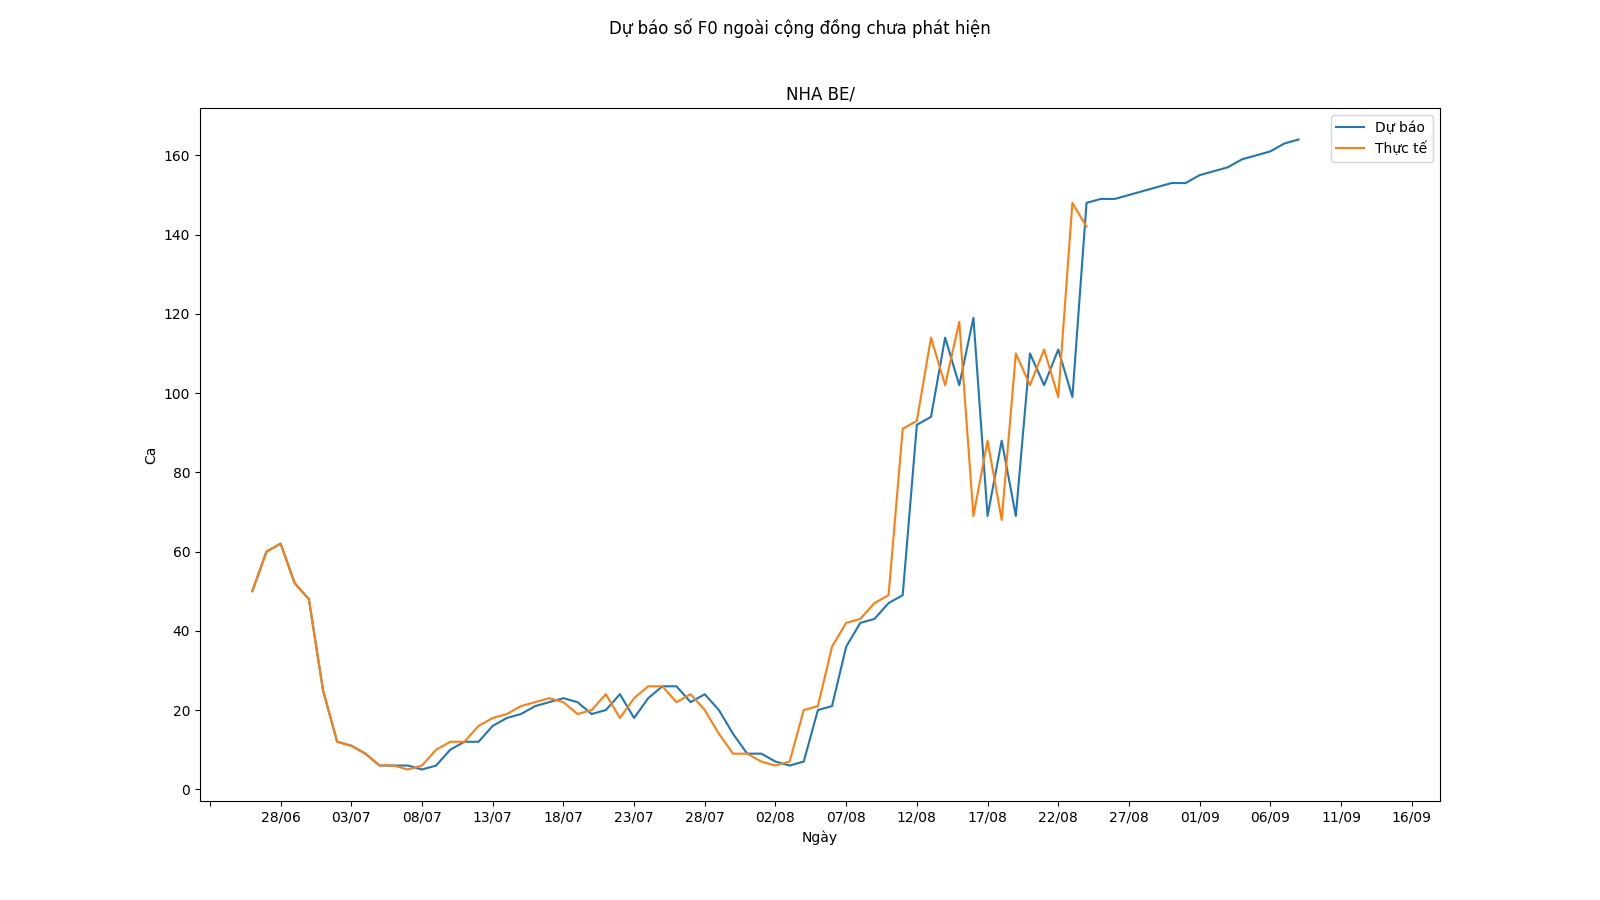 Dự báo số F0 ngoài cộng đồng chưa phát hiện
NHA BE/
Dự báo
Thực tế
160
140
120
100
80
60
40
20
0
Ca
28/06 03/07 08/07 13/07 18/07 23/07 28/07 02/08 07/08 12/08 17/08 22/08 27/08 01/09 06/09 11/09 16/09
Ngày